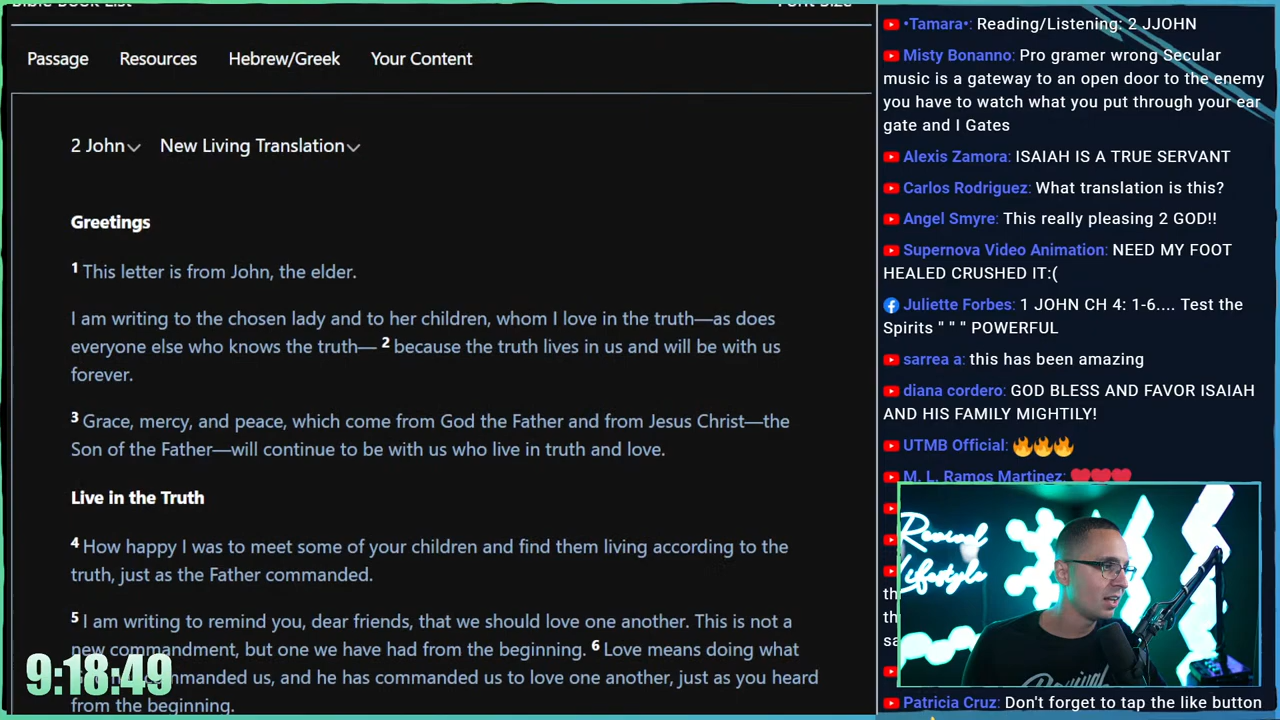 Passage Resources Hebrew/Greek Your Content
2 John New Living Translation
Greetings
1 This letter is from John, the elder.
I am writing to the chosen lady and to her children, whom I love in the truth—as does
everyone else who knows the truth— 2 because the truth lives in us and will be with us
forever.
3 Grace, mercy, and peace, which come from God the Father and from Jesus Christ—the
Son of the Father—will continue to be with us who live in truth and love.
Live in the Truth
4 How happy I was to meet some of your children and find them living according to the
truth, just as the Father commanded.
5 I am writing to remind you, dear friends, that we should love one another. This is not a
new commandment, but one we have had from the beginning. 6 Love means doing what
and he has commanded us to love one another, just as you heard
from the beginning.
9:18:49
•Tamara•: Reading/Listening: 2 JJOHN
Misty Bonanno: Pro gramer wrong Secular
music is a gateway to an open door to the enemy
you have to watch what you put through your ear
gate and I Gates
Alexis Zamora: ISAIAH IS A TRUE SERVANT
Carlos Rodriguez: What translation is this?
Angel Smyre: This really pleasing 2 GOD!!
Supernova Video Animation: NEED MY FOOT
HEALED CRUSHED IT:(
Juliette Forbes: 1 JOHN CH 4: 1-6.... Test the
Spirits " " " POWERFUL
sarrea a: this has been amazing
diana cordero: GOD BLESS AND FAVOR ISAIAH
AND HIS FAMILY MIGHTILY!
UTMB Official: 🔥🔥🔥
M. L. Ramos Martinez: ❤❤❤
Revival
Lifestyle
Patricia Cruz: Don't forget to tap the like button